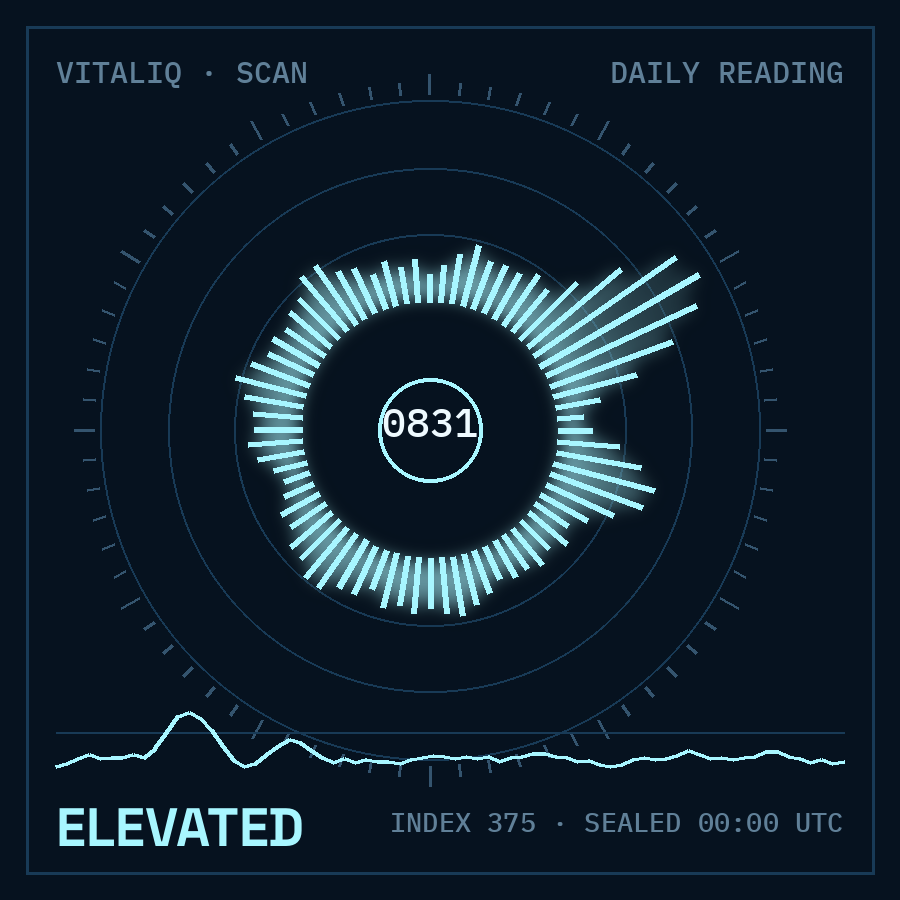 VITALIQ · SCAN
DAILY READING
0831
ELEVATED
INDEX 375 · SEALED 00:00 UTC